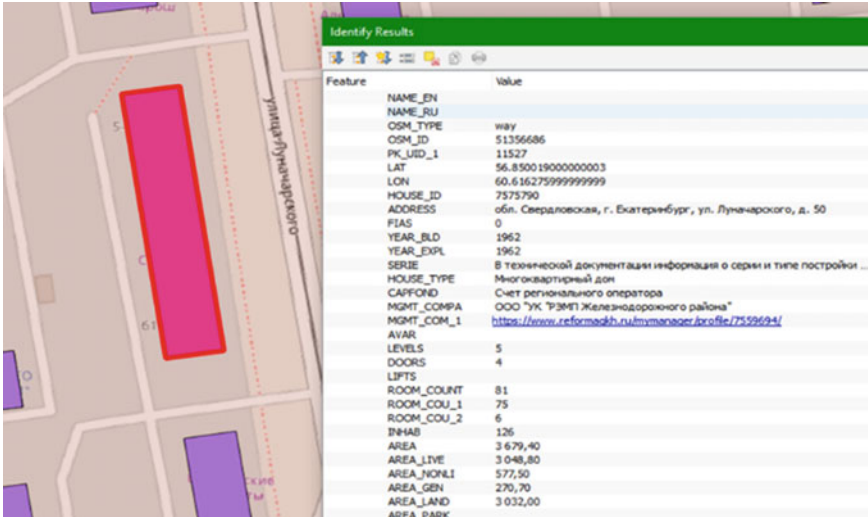 улица Луначарского
5-
61
Identify Results
Feature Value
NAME_EN
NAME_RU
OSM_TYPE way
OSM_ID 51356686
PK_UID_1 11527
LAT 56.850019000000003
LON 60.616275999999999
HOUSE_ID 7575790
ADDRESS обл. Свердловская, г. Екатеринбург, ул. Луначарского, д. 50
FIAS 0
YEAR_BLD 1962
YEAR_EXPL 1962
SERIE В технической документации информация о серии и типе постройки ...
HOUSE_TYPE Многоквартирный дом
CAPFOND Счет регионального оператора
MGMT_COMPA ООО "УК "РЭМП Железнодорожного района"
MGMT_COM_1 https://www.reformagkh.ru/mymanager/profile/7559694/
AVAR
LEVELS 5
DOORS 4
LIFTS
ROOM_COUNT 81
ROOM_COU_1 75
ROOM_COU_2 6
INHAB 126
AREA 3 679,40
AREA_LIVE 3 048,80
AREA_NONLI 577,50
AREA_GEN 270,70
AREA_LAND 3 032,00
AREA_PARK